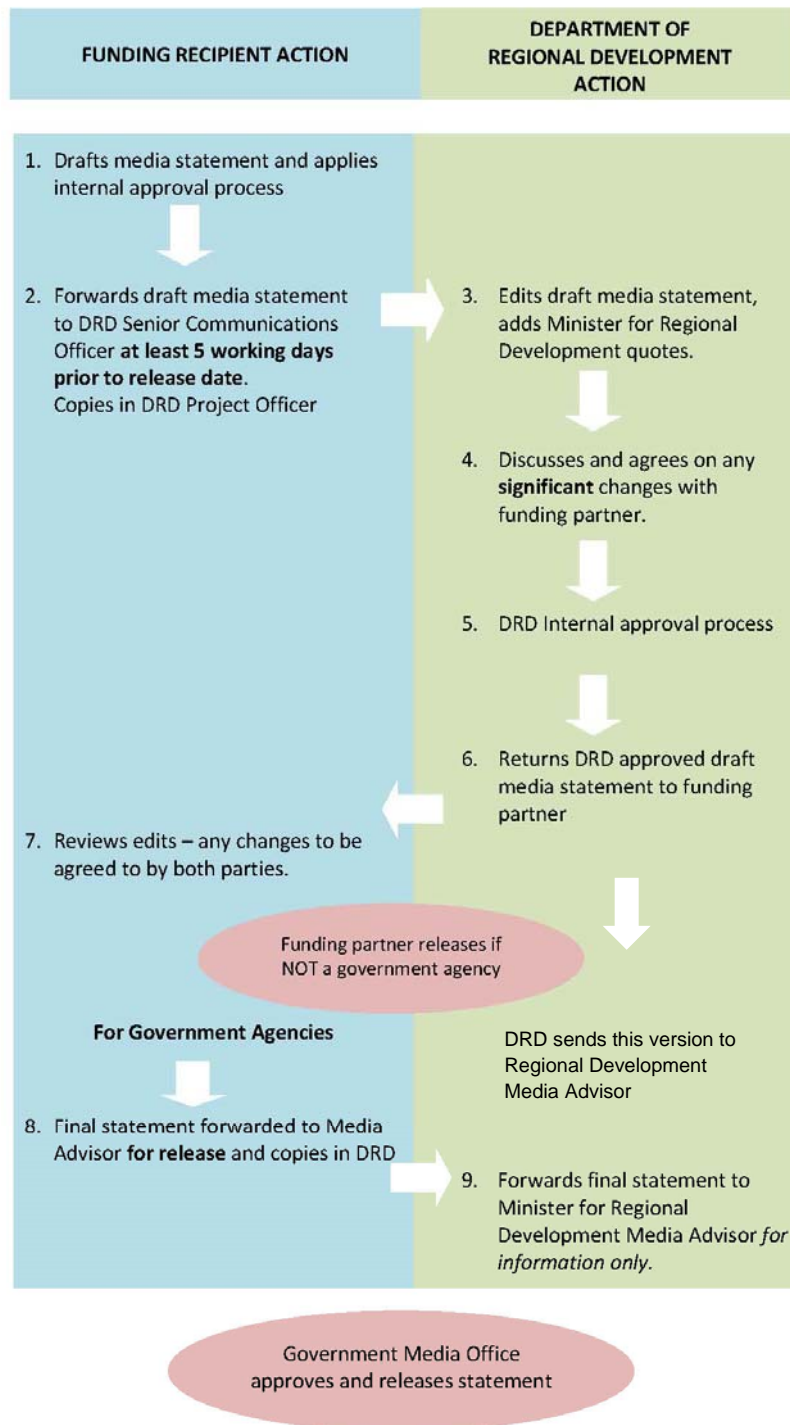 FUNDING RECIPIENT ACTION
DEPARTMENT OF
REGIONAL DEVELOPMENT
ACTION
1. Drafts media statement and applies
internal approval process
2. Forwards draft media statement
to DRD Senior Communications
Officer at least 5 working days
prior to release date.
Copies in DRD Project Officer
3. Edits draft media statement,
adds Minister for Regional
Development quotes.
4. Discusses and agrees on any
significant changes with
funding partner.
5. DRD Internal approval process
6. Returns DRD approved draft
media statement to funding
partner
7. Reviews edits – any changes to be
agreed to by both parties.
Funding partner releases if
NOT a government agency
For Government Agencies
DRD sends this version to
Regional Development
Media Advisor
8. Final statement forwarded to Media
Advisor for release and copies in DRD
9. Forwards final statement to
Minister for Regional
Development Media Advisor for
information only.
Government Media Office
approves and releases statement